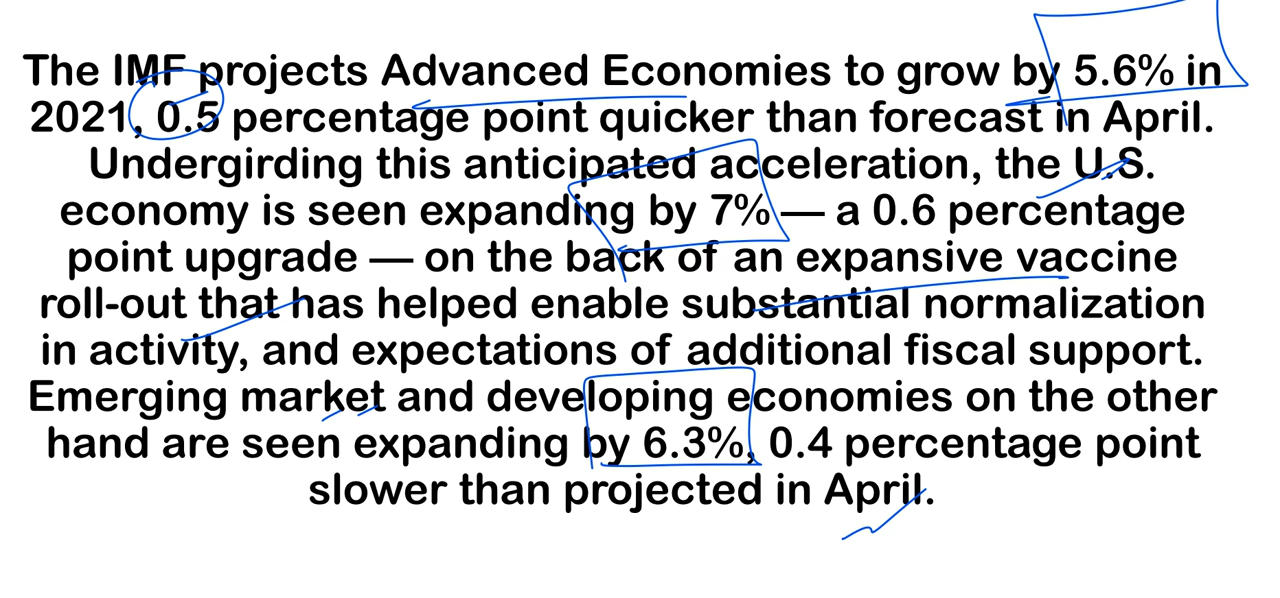 The IMF projects Advanced Economies to grow by 5.6% in
2021, 0.5 percentage point quicker than forecast in April.
Undergirding this anticipated acceleration, the U.S.
economy is seen expanding by 7% — a 0.6 percentage
point upgrade — on the back of an expansive vaccine
roll-out that has helped enable substantial normalization
in activity, and expectations of additional fiscal support.
Emerging market and developing economies on the other
hand are seen expanding by 6.3%, 0.4 percentage point
slower than projected in April.